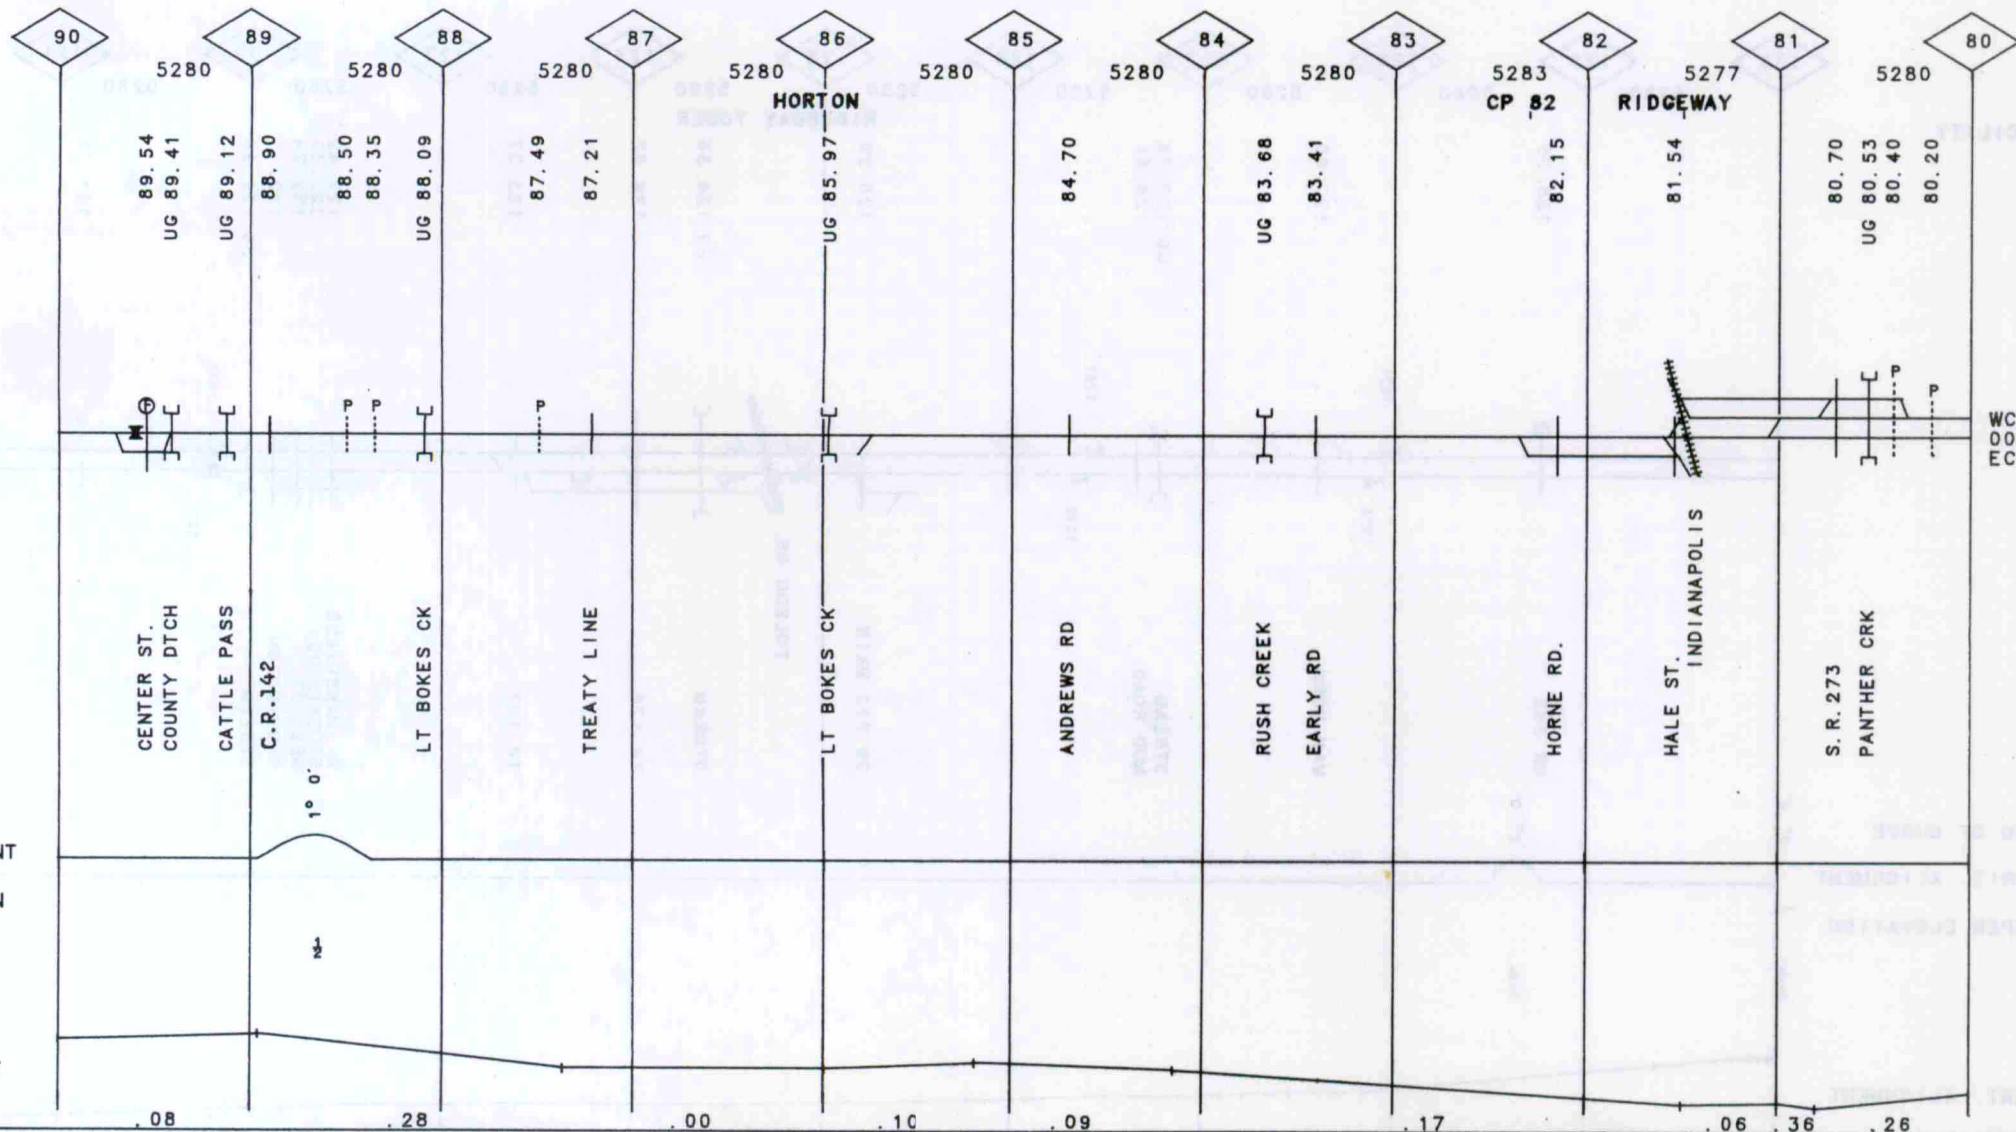 90 89 88 87 86 85 84 83 82 81 80
5280 5280 5280 5280 5280 5280 5280 5283 5277 5280
HORTON
CP 82
RIDGEWAY
89.54
UG 89.41
UG 89.12
88.90
88.50
88.35
UG 88.09
87.49
87.21
UG 85.97
84.70
UG 83.68
83.41
82.15
81.54
80.70
UG 80.53
80.40
80.20
F
P
P
P
P
P
WC
DO
EC
CENTER ST.
COUNTY DTCH
CATTLE PASS
C.R.142
LT BOKES CK
TREATY LINE
LT BOKES CK
ANDREWS RD
RUSH CREEK
EARLY RD
HORNE RD.
HALE ST.
INDIANAPOLIS
S.R.273
PANTHER CRK
1° 0'
NT
N
½
.08 .28 .00 .10 .09 .17 .06 .36 .26